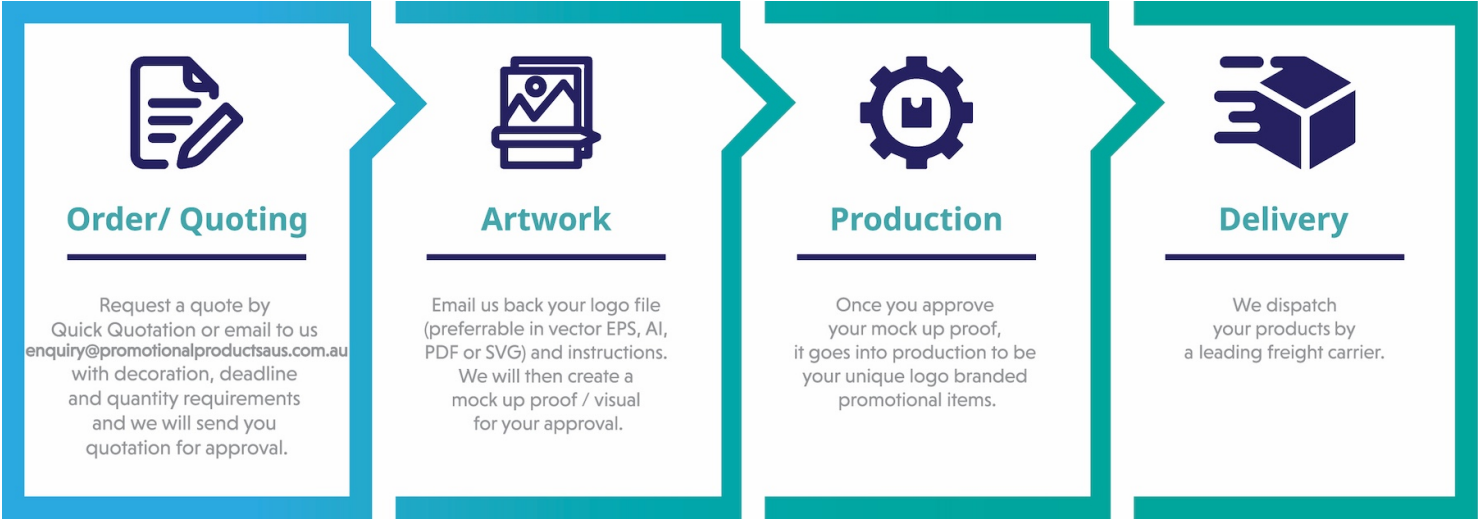 Order/ Quoting
Request a quote by
Quick Quotation or email to us
enquiry@promotionalproductsaus.com.au
with decoration, deadline
and quantity requirements
and we will send you
quotation for approval.
Artwork
Email us back your logo file
(preferrable in vector EPS, AI,
PDF or SVG) and instructions.
We will then create a
mock up proof / visual
for your approval.
Production
Once you approve
your mock up proof,
it goes into production to be
your unique logo branded
promotional items.
Delivery
We dispatch
your products by
a leading freight carrier.